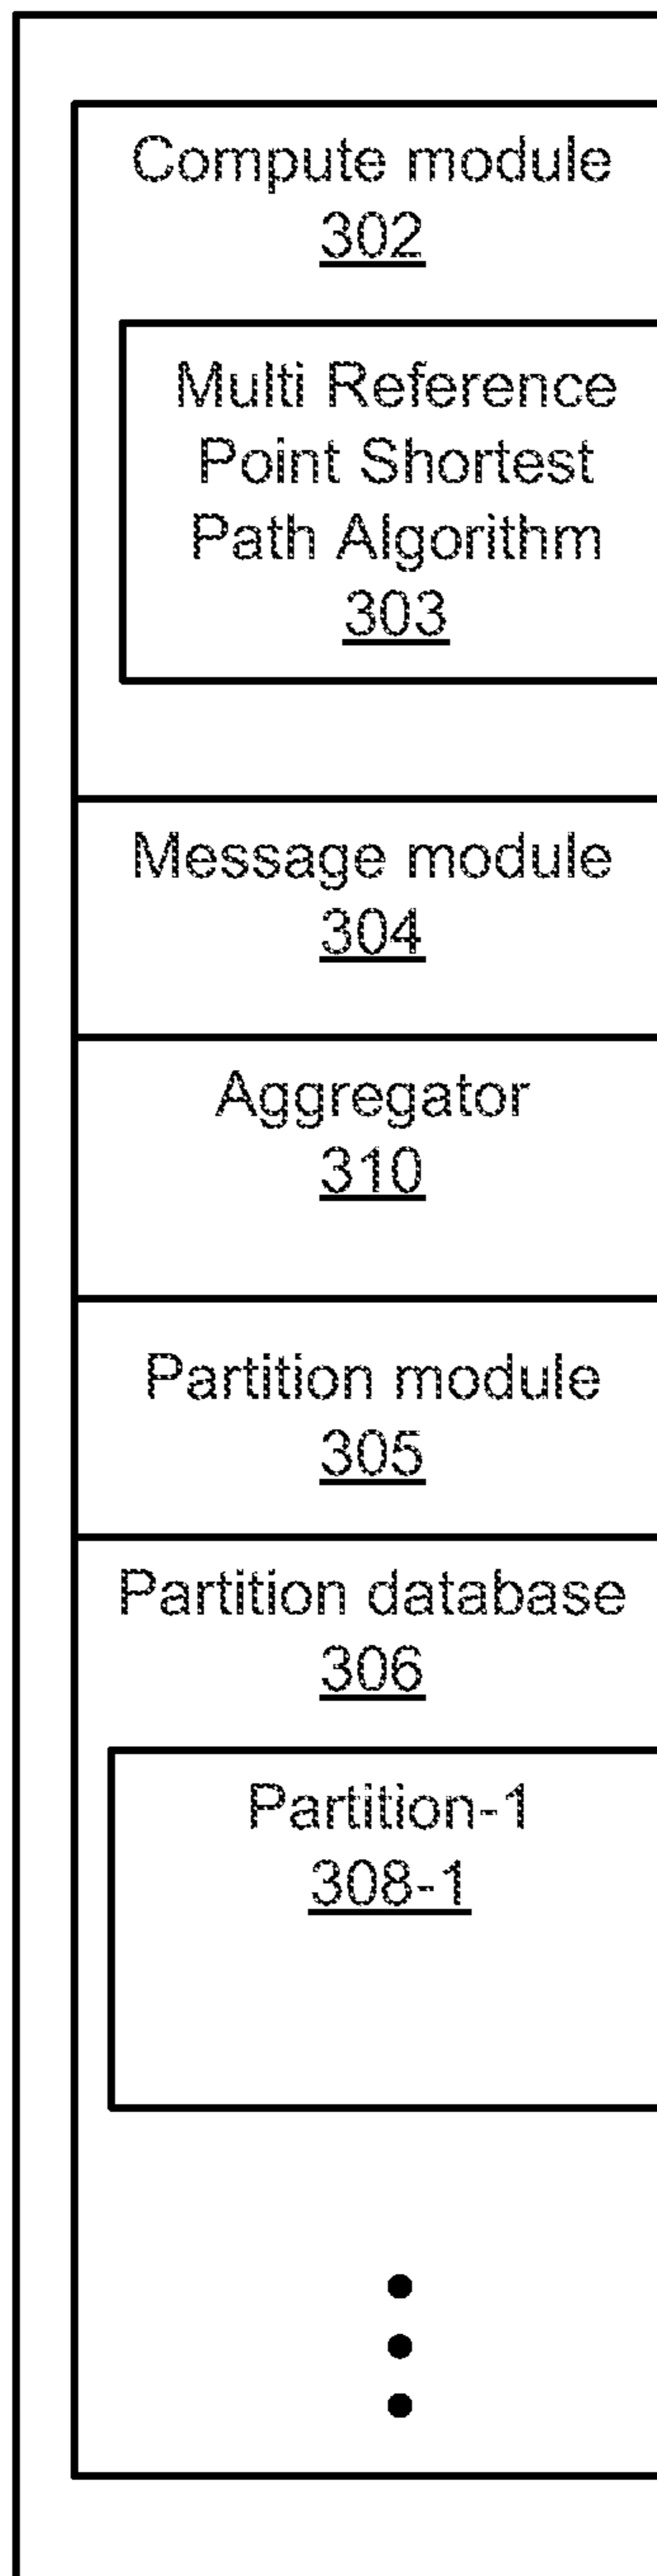 Compute module
302
Multi Reference
Point Shortest
Path Algorithm
303
Message module
304
Aggregator
310
Partition module
305
Partition database
306
Partition-1
308-1